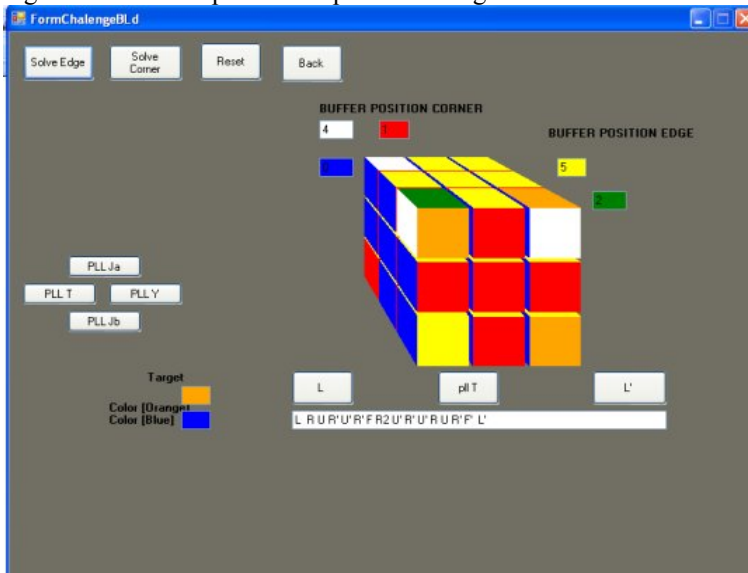 FormChalengeBLd
Solve Edge
Solve
Corner
Reset
Back
BUFFER POSITION CORNER
4
1
BUFFER POSITION EDGE
5
2
PLL Ja
PLL T
PLL Y
PLL Jb
Target
Color [Orange]
Color [Blue]
L
pll T
L'
L R U R' U' R' F R2 U' R' U' R U R' F' L'